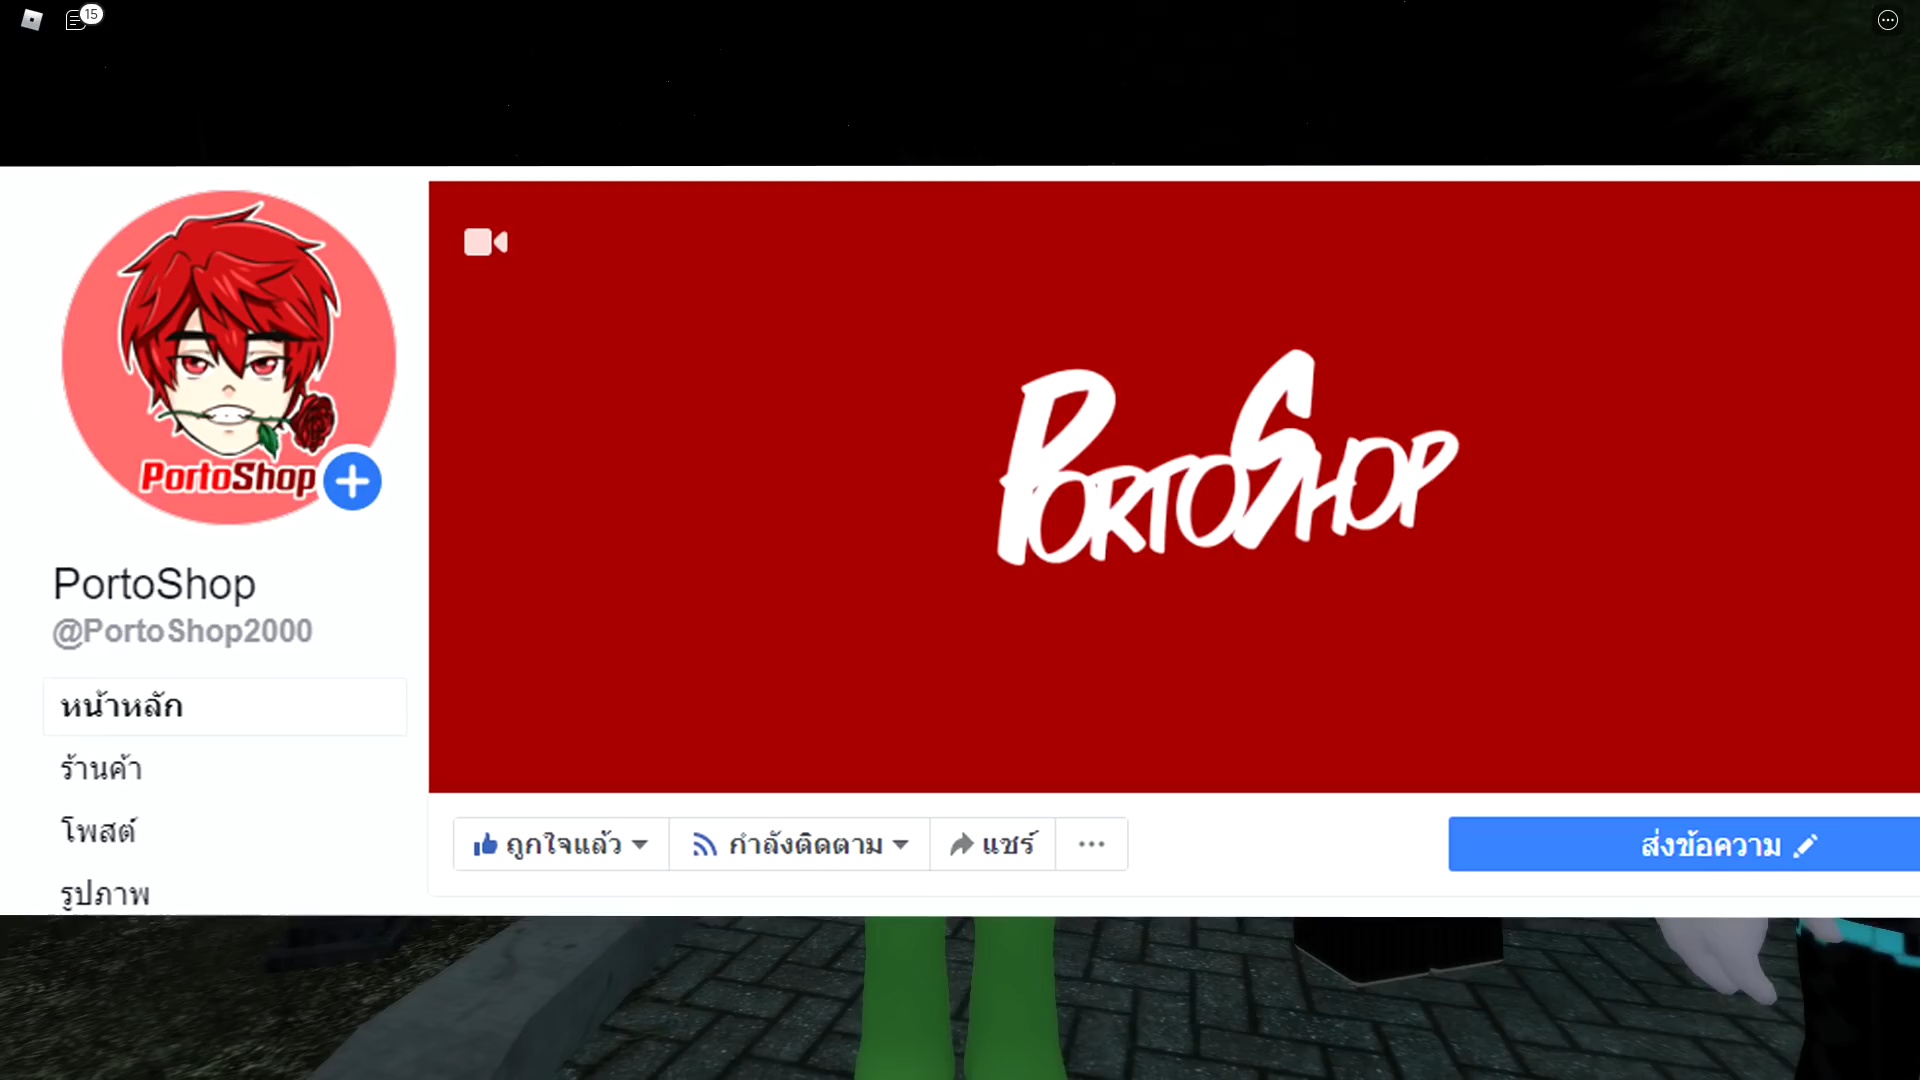 15
PortoShop
PORTOSHOP
PortoShop
@PortoShop2000
หน้าหลัก
ร้านค้า
โพสต์
รูปภาพ
ถูกใจแล้ว
กำลังติดตาม
แชร์
ส่งข้อความ